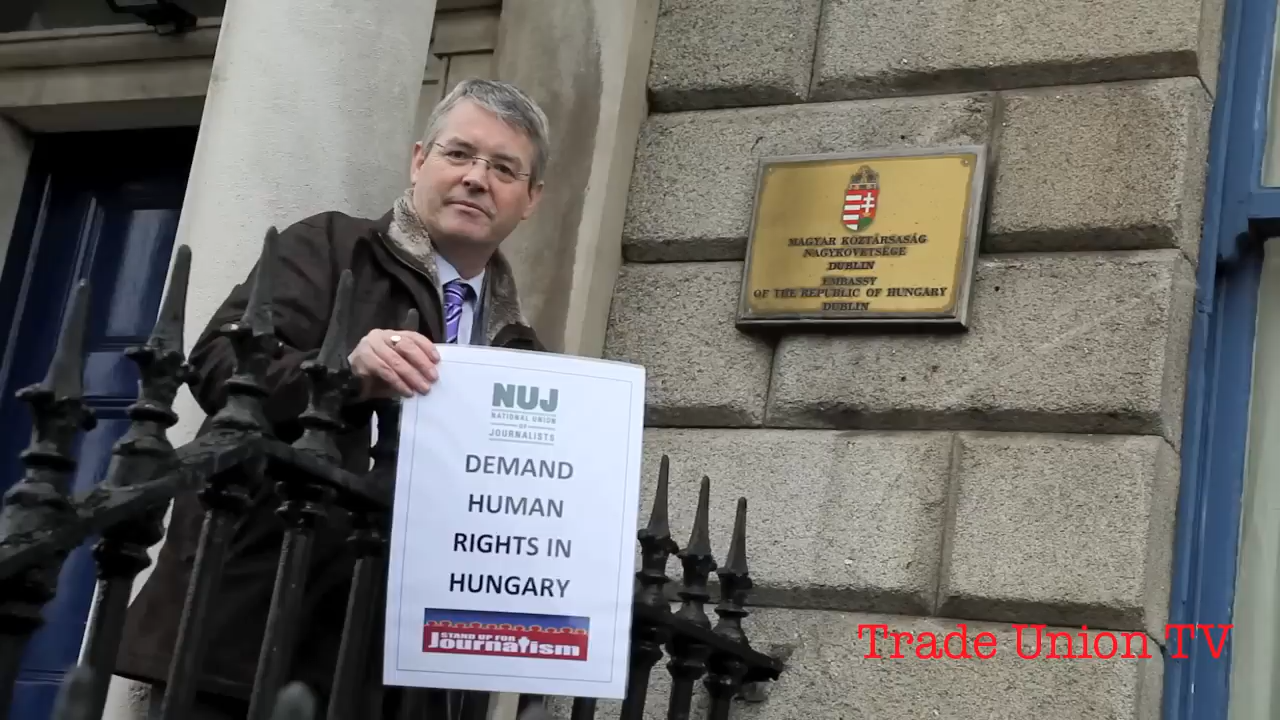 MAGYAR KÖZTÁRSASÁG
NAGYKÖVETSÉGE
DUBLIN
EMBASSY
OF THE REPUBLIC OF HUNGARY
DUBLIN
NUJ
NATIONAL UNION
OF
JOURNALISTS
DEMAND
HUMAN
RIGHTS IN
HUNGARY
STAND UP FOR
Journalism
Trade Union TV